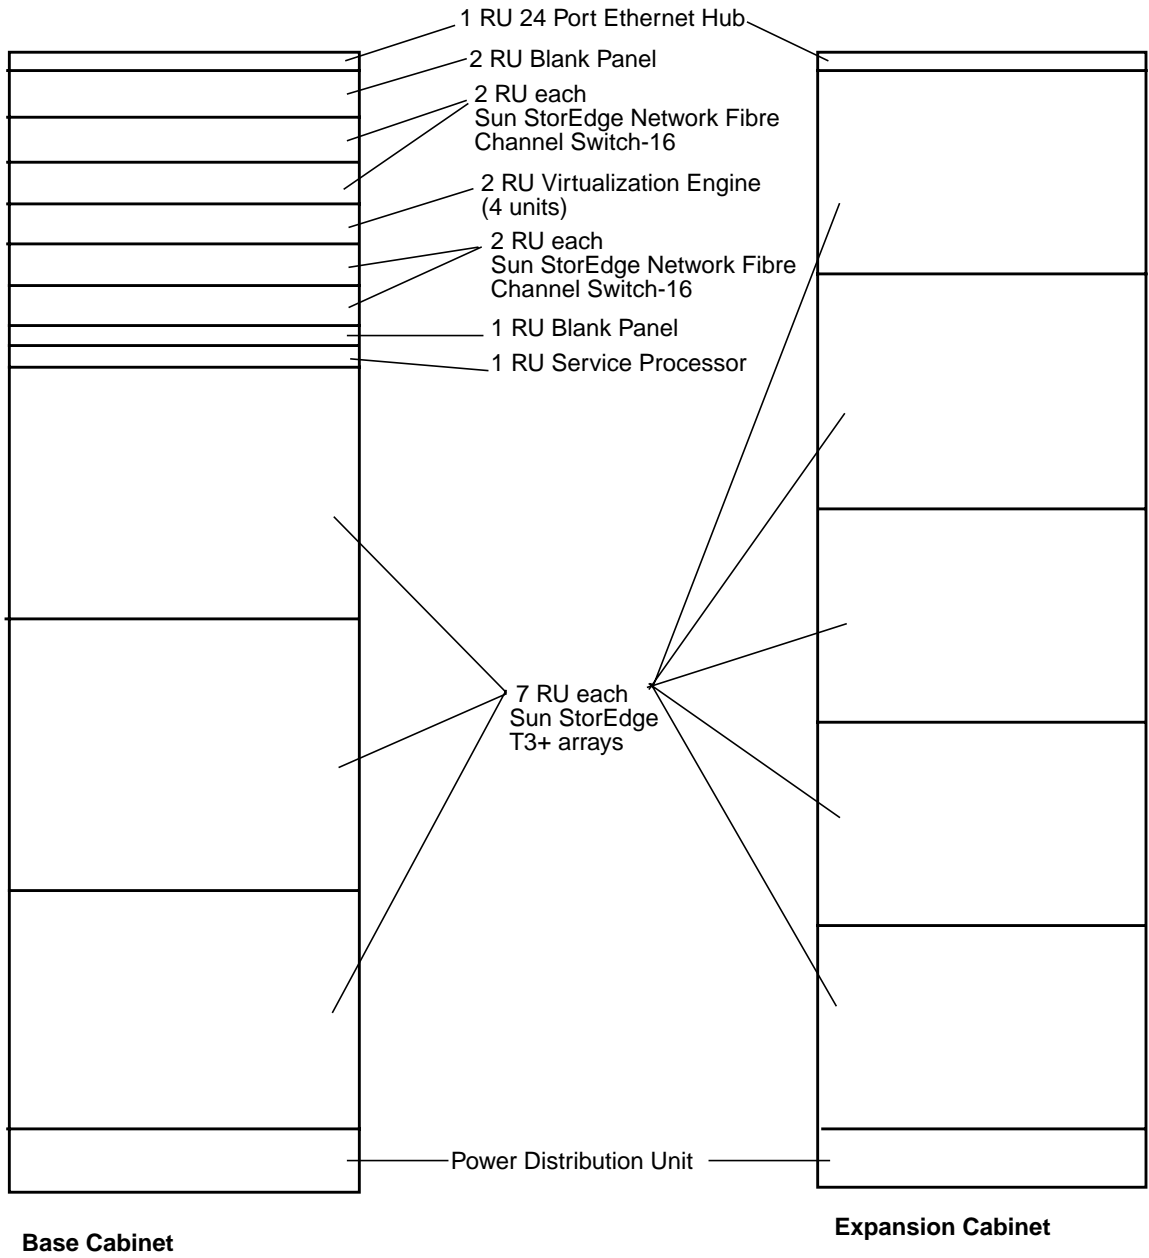 1 RU 24 Port Ethernet Hub
2 RU Blank Panel
2 RU each
Sun StorEdge Network Fibre
Channel Switch-16
2 RU Virtualization Engine
(4 units)
2 RU each
Sun StorEdge Network Fibre
Channel Switch-16
1 RU Blank Panel
1 RU Service Processor
7 RU each
Sun StorEdge
T3+ arrays
Power Distribution Unit
Base Cabinet
Expansion Cabinet